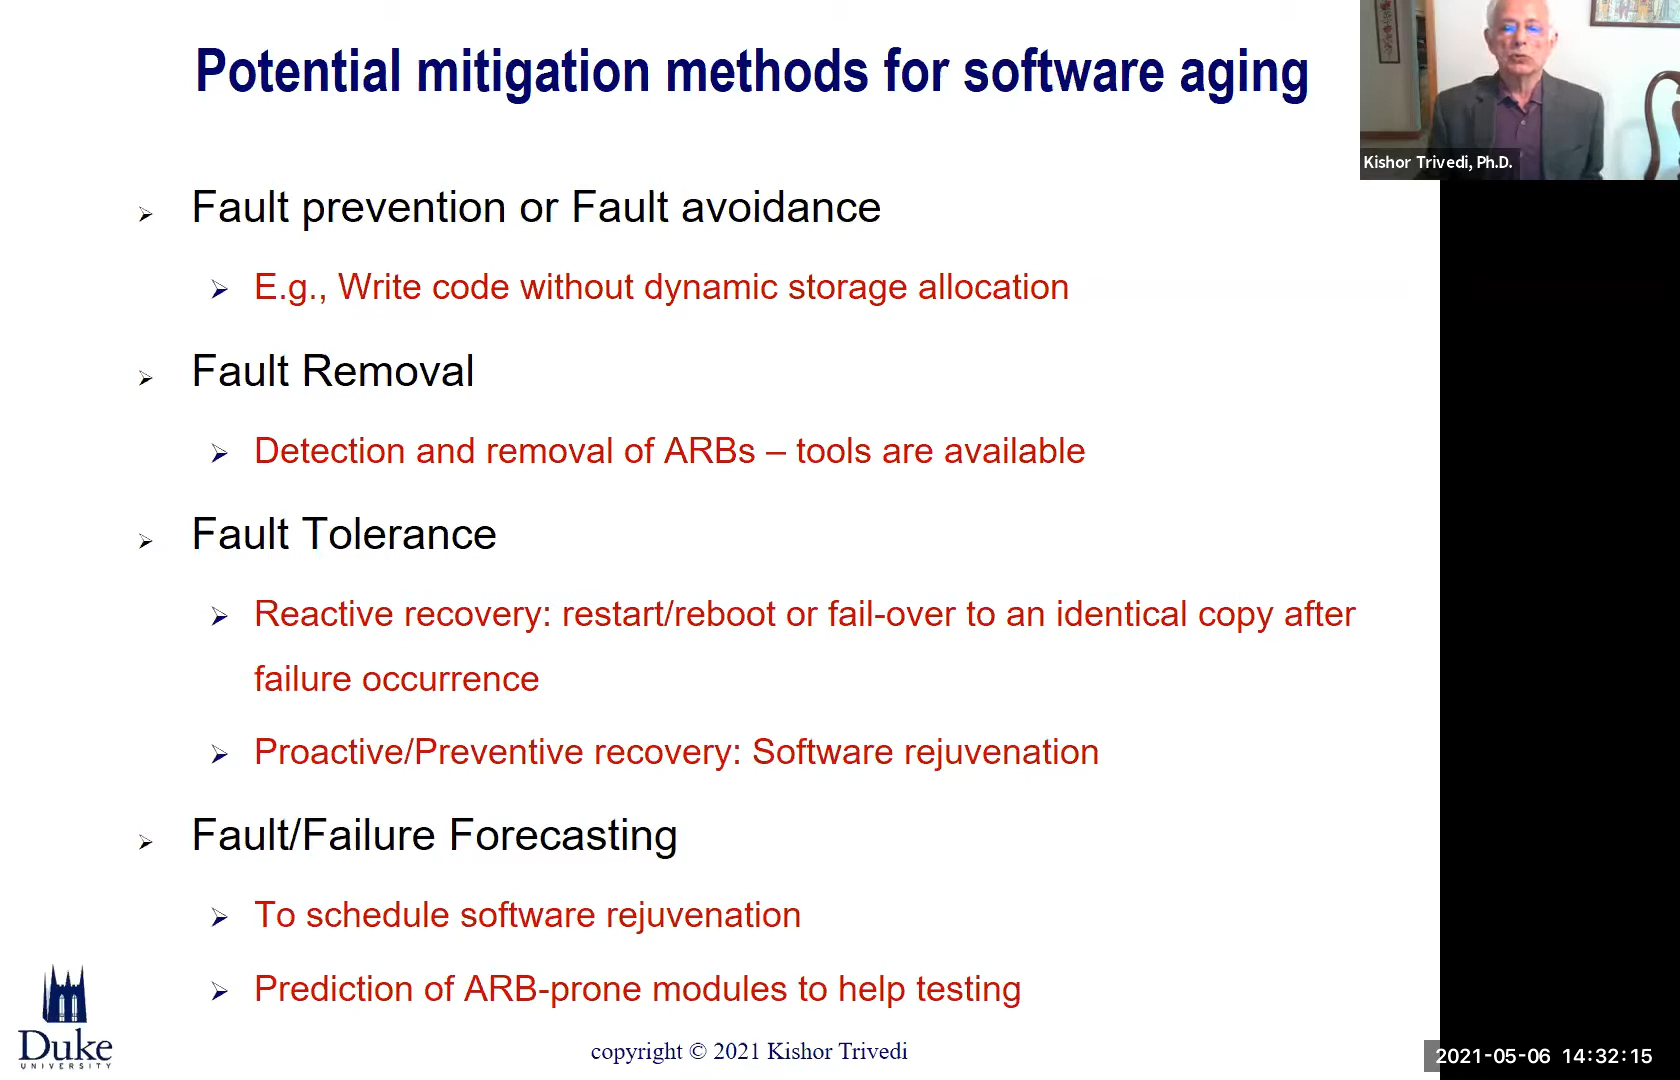 Potential mitigation methods for software aging
Kishor Trivedi, Ph.D.
Fault prevention or Fault avoidance
E.g., Write code without dynamic storage allocation
Fault Removal
Detection and removal of ARBs – tools are available
Fault Tolerance
Reactive recovery: restart/reboot or fail-over to an identical copy after
failure occurrence
Proactive/Preventive recovery: Software rejuvenation
Fault/Failure Forecasting
To schedule software rejuvenation
Prediction of ARB-prone modules to help testing
Duke
UNIVERSITY
copyright © 2021 Kishor Trivedi
2021-05-06 14:32:15